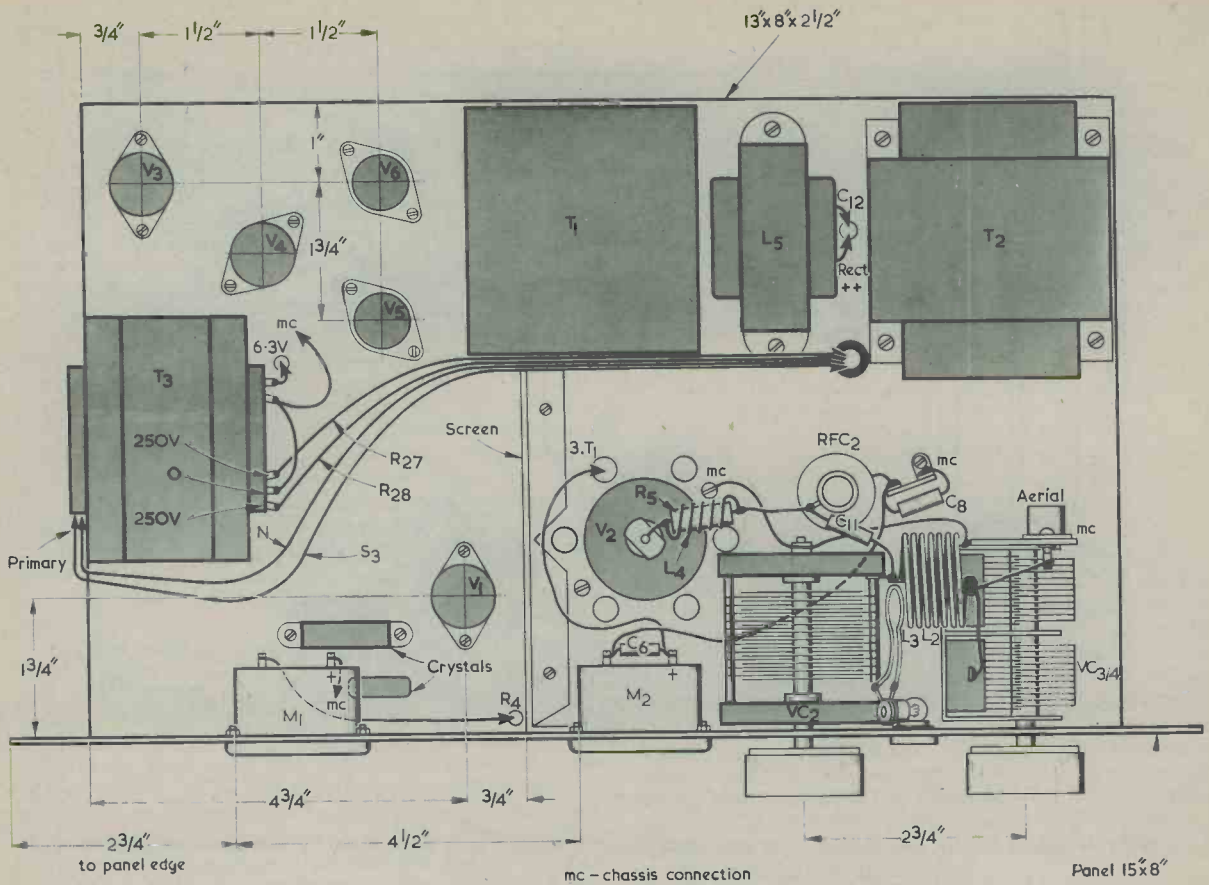 3/4"
1 1/2"
1 1/2"
13"x8"x2 1/2"
1"
V3
V6
V4
1 3/4"
V5
T1
L5
C12
Rect
++
T2
mc
6·3V
T3
250V
250V
R27
R28
N
S3
Primary
Screen
3.T1
mc
RFC2
mc
R5
V2
L4
C11
C8
Aerial
mc
V1
L3
L2
1 3/4"
Crystals
mc
+
M1
R4
C6
+
M2
VC2
VC3/4
4 3/4"
3/4"
2 3/4"
to panel edge
4 1/2"
2 3/4"
mc - chassis connection
Panel 15"x8"